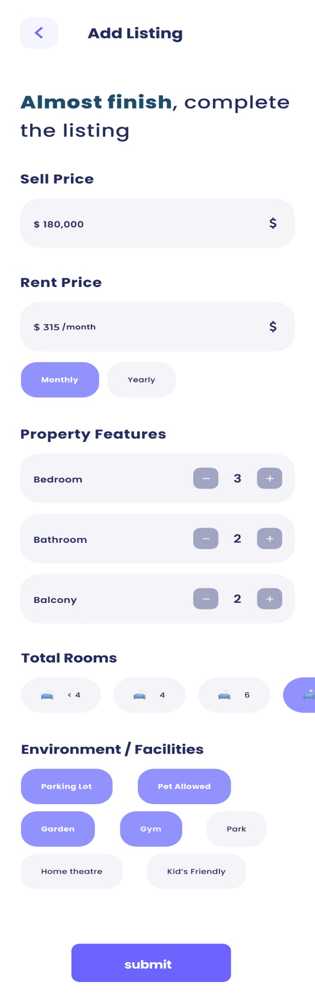 Add Listing
Almost finish, complete
the listing
Sell Price
$ 180,000 $
Rent Price
$ 315 /month $
Monthly Yearly
Property Features
Bedroom − 3 +
Bathroom − 2 +
Balcony − 2 +
Total Rooms
< 4 4 6
Environment / Facilities
Parking Lot Pet Allowed
Garden Gym Park
Home theatre Kid’s Friendly
submit